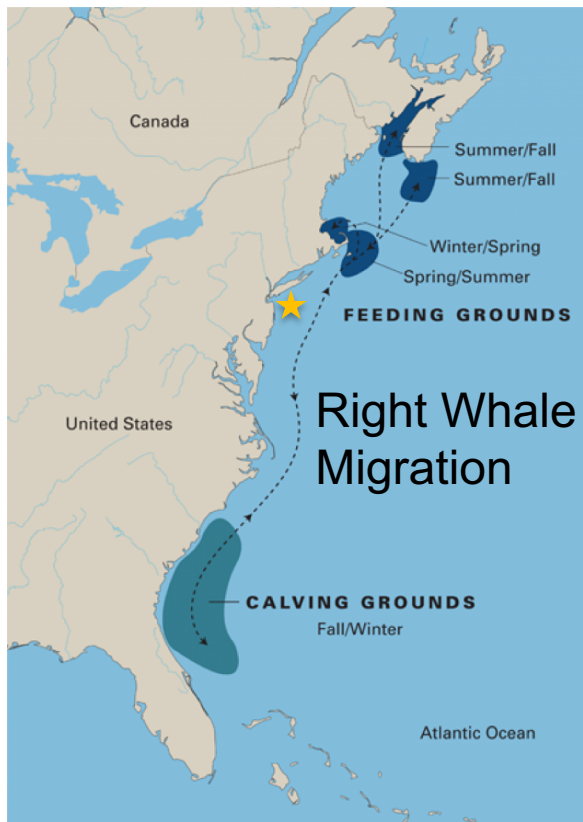 Canada
Summer/Fall
Summer/Fall
Winter/Spring
Spring/Summer
FEEDING GROUNDS
United States
Right Whale
Migration
CALVING GROUNDS
Fall/Winter
Atlantic Ocean